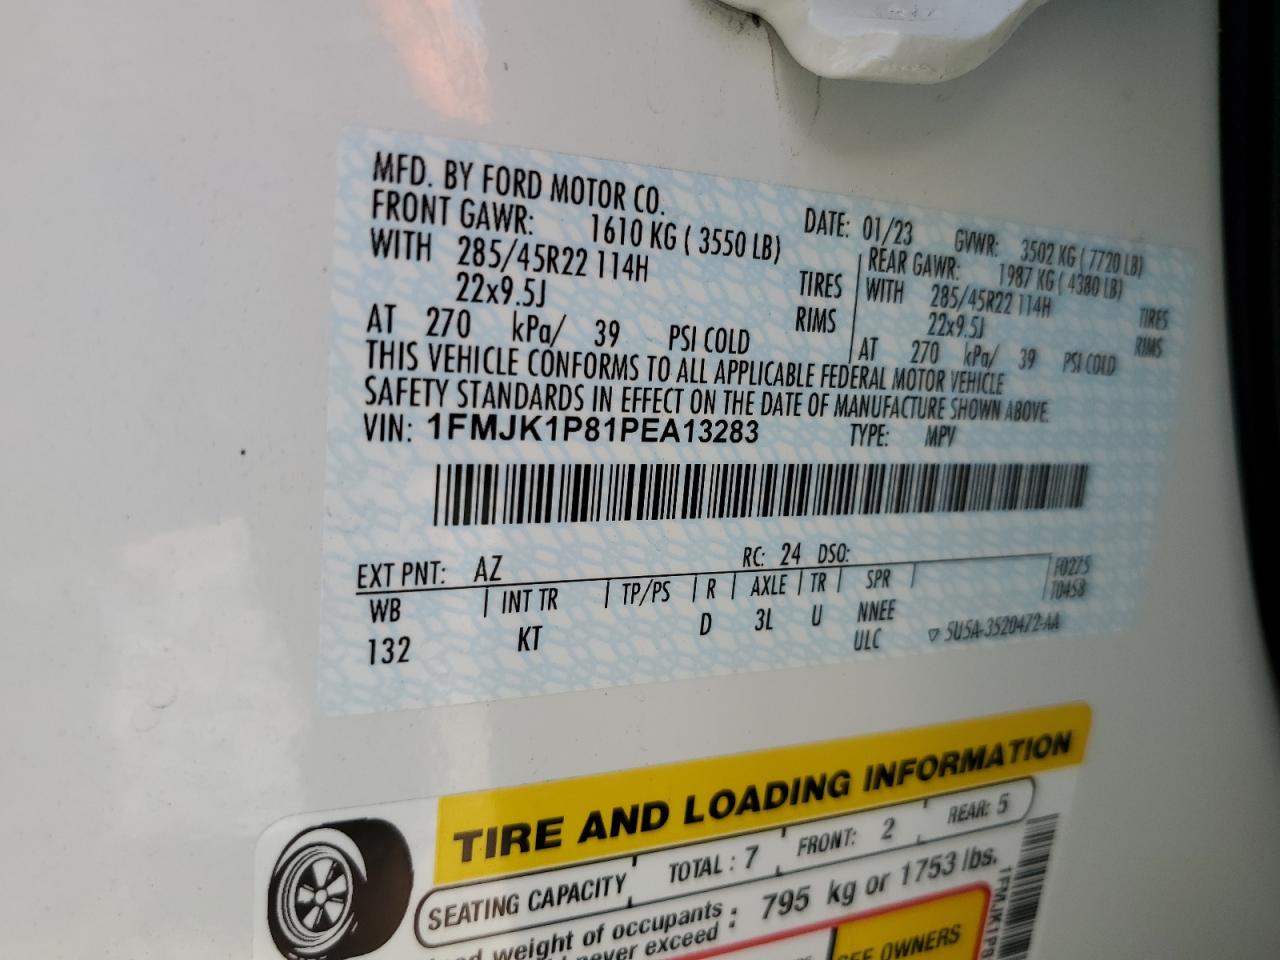 MFD. BY FORD MOTOR CO.
DATE: 01/23 GVWR: 3502 KG ( 7720 LB)
FRONT GAWR: 1610 KG ( 3550 LB) REAR GAWR: 1987 KG ( 4380 LB)
WITH 285/45R22 114H TIRES WITH 285/45R22 114H TIRES
22x9.5J RIMS 22x9.5J RIMS
AT 270 kPa/ 39 PSI COLD AT 270 kPa/ 39 PSI COLD
THIS VEHICLE CONFORMS TO ALL APPLICABLE FEDERAL MOTOR VEHICLE
SAFETY STANDARDS IN EFFECT ON THE DATE OF MANUFACTURE SHOWN ABOVE.
VIN: 1FMJK1P81PEA13283 TYPE: MPV
EXT PNT: AZ RC: 24 DSO:
WB INT TR TP/PS R AXLE TR SPR F0275
T0458
132 KT D 3L U NNEE
ULC 5U5A-3520472-AA
TIRE AND LOADING INFORMATION
SEATING CAPACITY TOTAL : 7 FRONT: 2 REAR: 5
weight of occupants : 795 kg or 1753 lbs.
never exceed :
OWNERS
1FMJK1P8